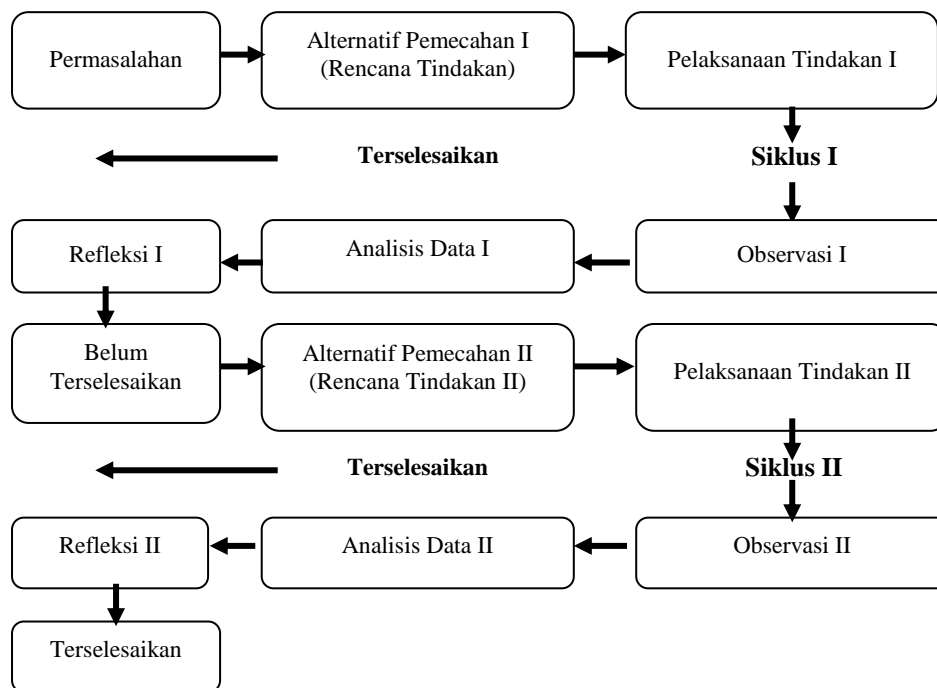 Permasalahan
Alternatif Pemecahan I
(Rencana Tindakan)
Pelaksanaan Tindakan I
Terselesaikan
Siklus I
Refleksi I
Analisis Data I
Observasi I
Belum
Terselesaikan
Alternatif Pemecahan II
(Rencana Tindakan II)
Pelaksanaan Tindakan II
Terselesaikan
Siklus II
Refleksi II
Analisis Data II
Observasi II
Terselesaikan